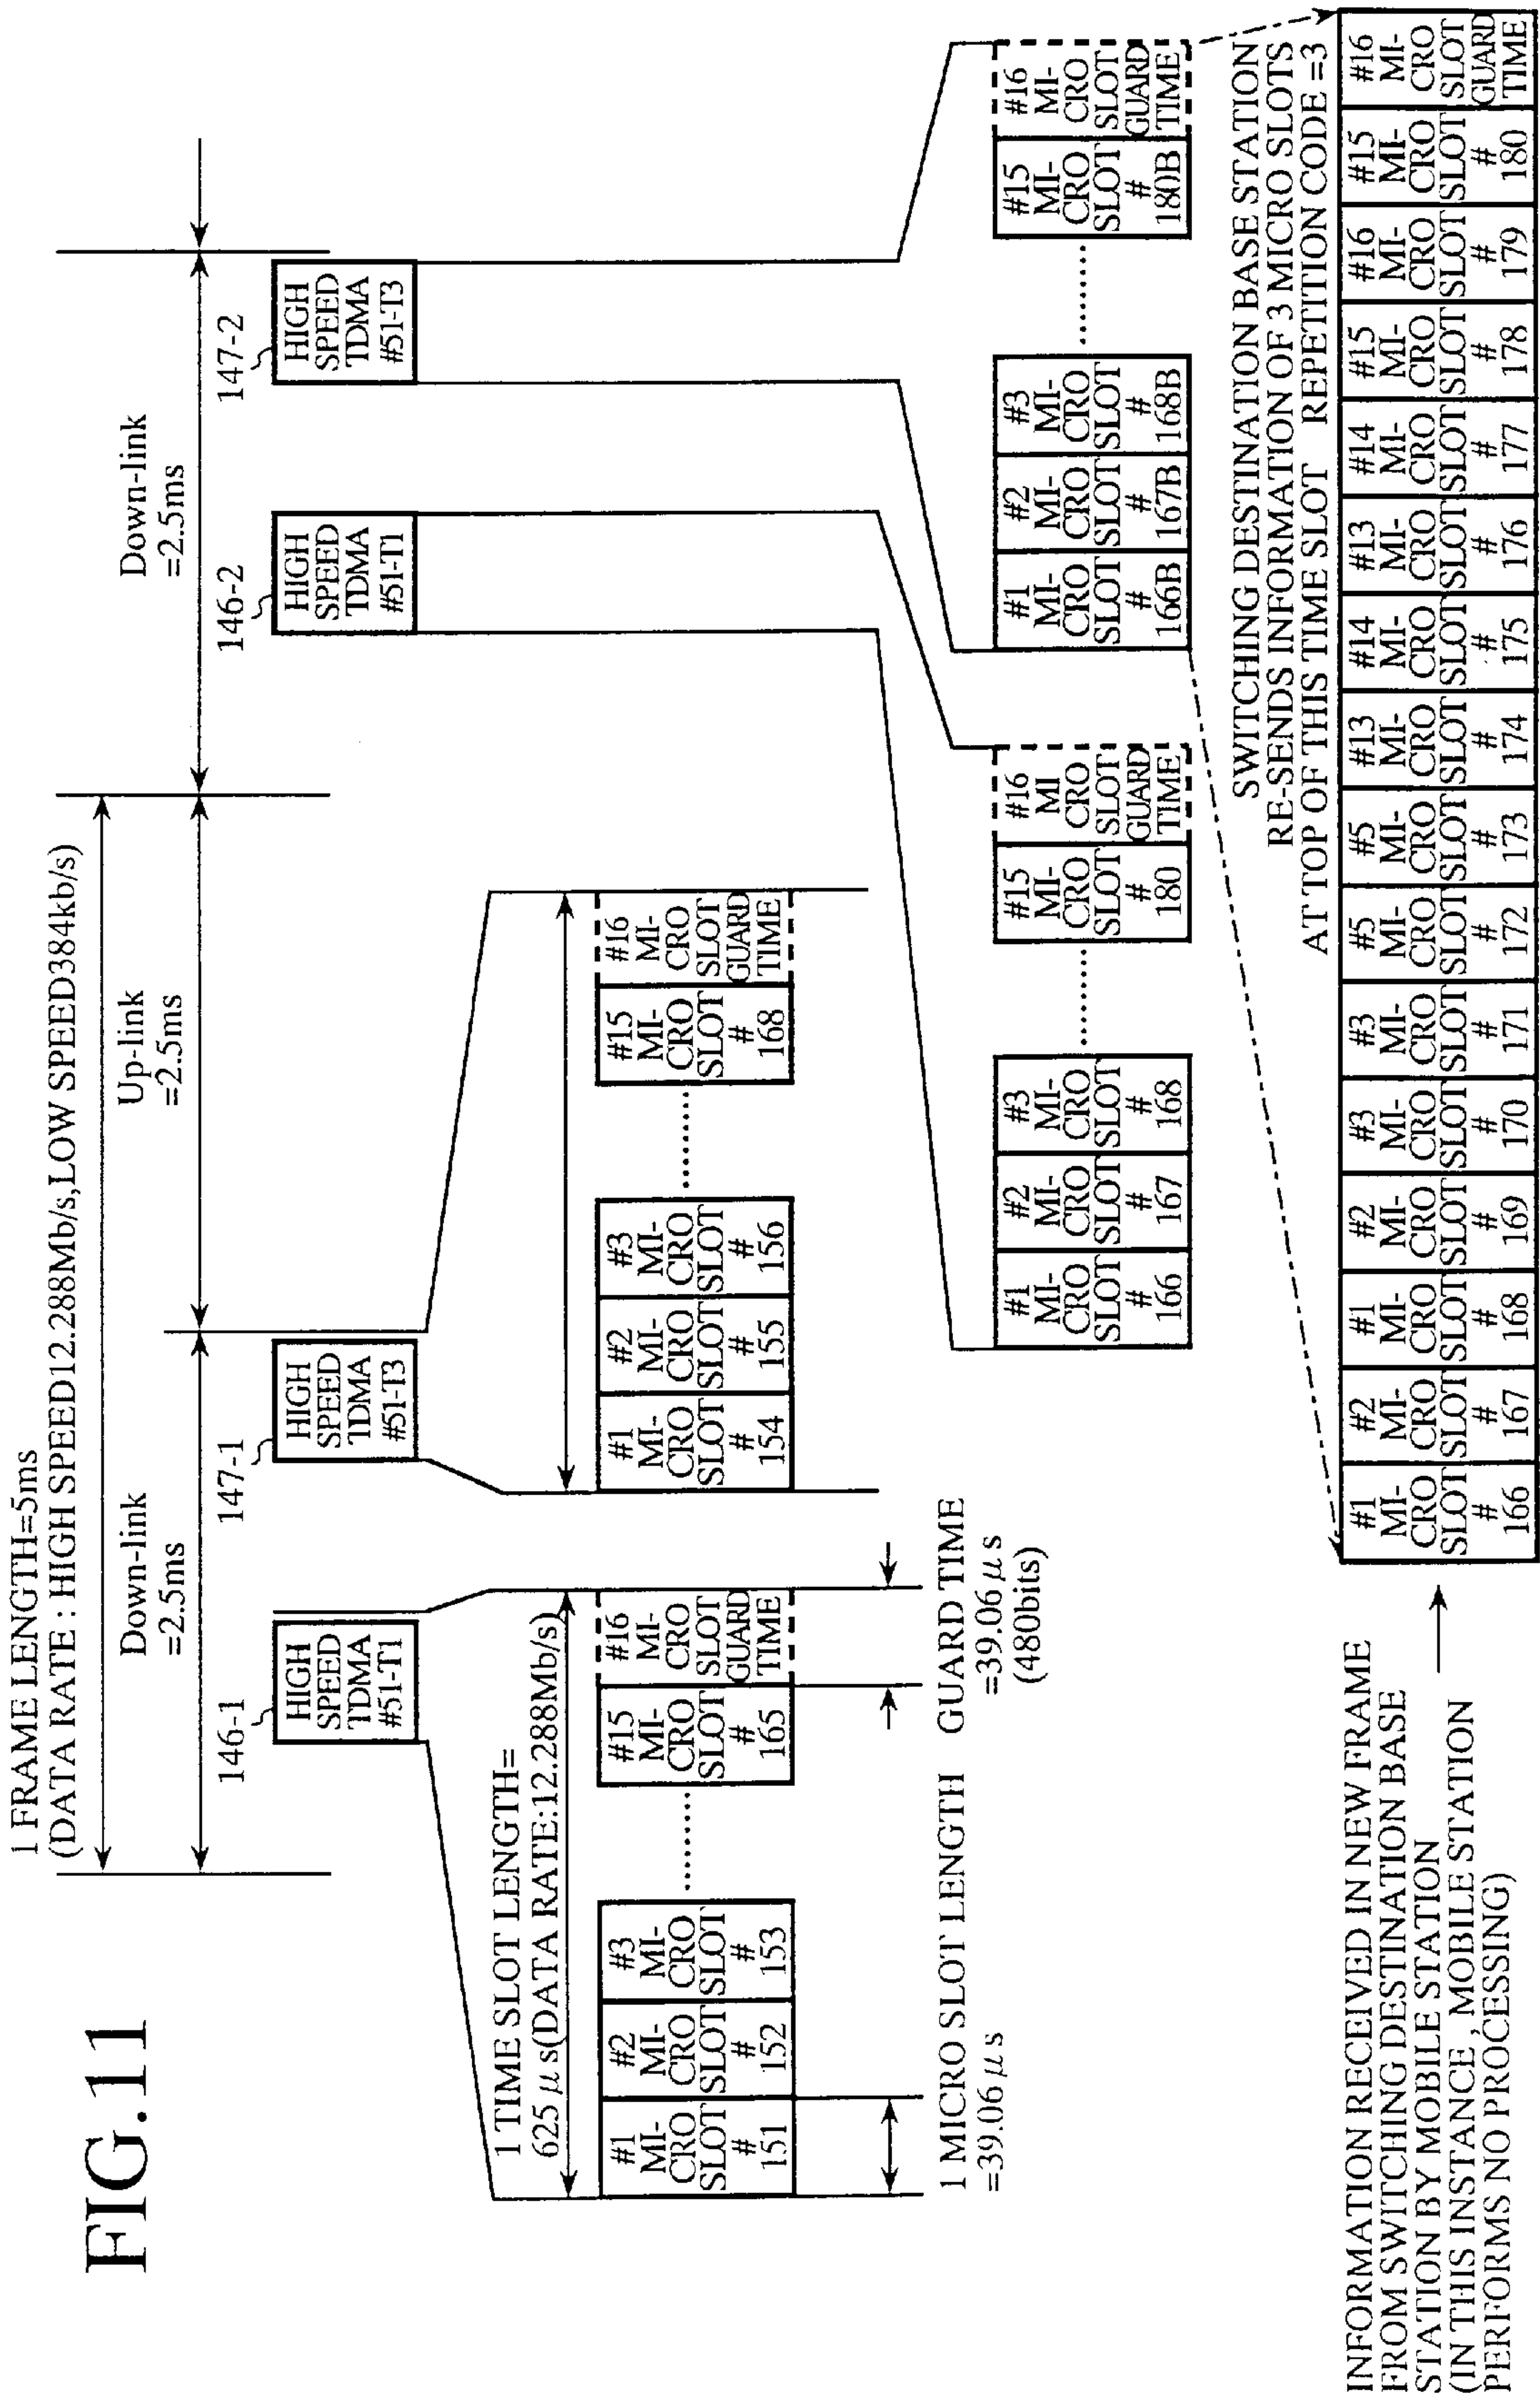 FIG.11
1 FRAME LENGTH=5ms
(DATA RATE : HIGH SPEED12.288Mb/s,LOW SPEED384kb/s)
Down-link
=2.5ms
Up-link
=2.5ms
Down-link
=2.5ms
146-1
HIGH
SPEED
TDMA
#51-T1
147-1
HIGH
SPEED
TDMA
#51-T3
146-2
HIGH
SPEED
TDMA
#51-T1
147-2
HIGH
SPEED
TDMA
#51-T3
1 TIME SLOT LENGTH=
625 μ s(DATA RATE:12.288Mb/s)
#1
MI-
CRO
SLOT
#
151
#2
MI-
CRO
SLOT
#
152
#3
MI-
CRO
SLOT
#
153
........
#15
MI-
CRO
SLOT
#
165
#16
MI-
CRO
SLOT
GUARD
TIME
#1
MI-
CRO
SLOT
#
154
#2
MI-
CRO
SLOT
#
155
#3
MI-
CRO
SLOT
#
156
........
#15
MI-
CRO
SLOT
#
168
#16
MI-
CRO
SLOT
GUARD
TIME
1 MICRO SLOT LENGTH
=39.06 μ s
GUARD TIME
=39.06 μ s
(480bits)
#1
MI-
CRO
SLOT
#
166
#2
MI-
CRO
SLOT
#
167
#3
MI-
CRO
SLOT
#
168
........
#15
MI-
CRO
SLOT
#
180
#16
MI
CRO
SLOT
GUARD
TIME
#1
MI-
CRO
SLOT
#
166B
#2
MI-
CRO
SLOT
#
167B
#3
MI-
CRO
SLOT
#
168B
........
#15
MI-
CRO
SLOT
#
180B
#16
MI-
CRO
SLOT
GUARD
TIME
SWITCHING DESTINATION BASE STATION
RE-SENDS INFORMATION OF 3 MICRO SLOTS
AT TOP OF THIS TIME SLOT REPETITION CODE =3
INFORMATION RECEIVED IN NEW FRAME
FROM SWITCHING DESTINATION BASE
STATION BY MOBILE STATION
(IN THIS INSTANCE, MOBILE STATION
PERFORMS NO PROCESSING)
#1
MI-
CRO
SLOT
#
166
#2
MI-
CRO
SLOT
#
167
#1
MI-
CRO
SLOT
#
168
#2
MI-
CRO
SLOT
#
169
#3
MI-
CRO
SLOT
#
170
#3
MI-
CRO
SLOT
#
171
#5
MI-
CRO
SLOT
#
172
#5
MI-
CRO
SLOT
#
173
#13
MI-
CRO
SLOT
#
174
#14
MI-
CRO
SLOT
#
175
#13
MI-
CRO
SLOT
#
176
#14
MI-
CRO
SLOT
#
177
#15
MI-
CRO
SLOT
#
178
#16
MI-
CRO
SLOT
#
179
#15
MI-
CRO
SLOT
#
180
#16
MI-
CRO
SLOT
GUARD
TIME